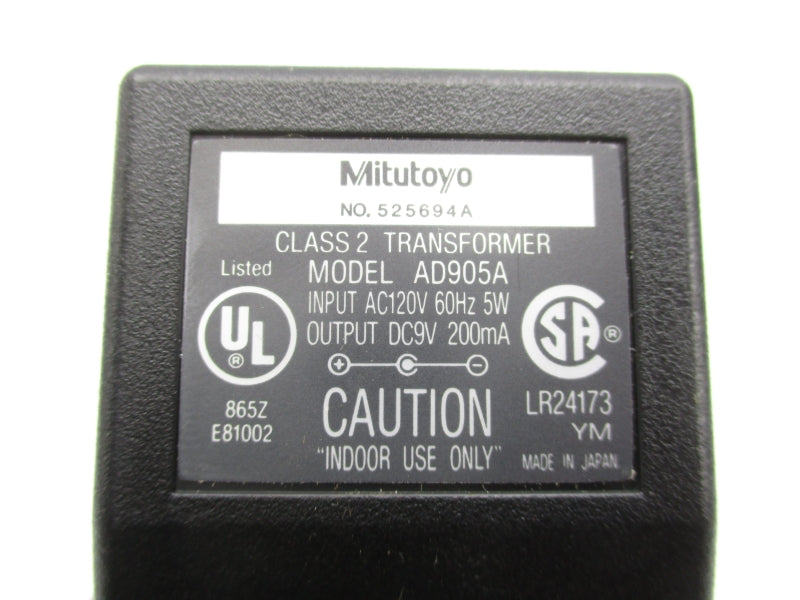 Mitutoyo
NO. 525694A
CLASS 2 TRANSFORMER
Listed
MODEL AD905A
INPUT AC120V 60Hz 5W
OUTPUT DC9V 200mA
UL®
SA ®
+ −
865Z
E81002
CAUTION
"INDOOR USE ONLY"
LR24173
YM
MADE IN JAPAN